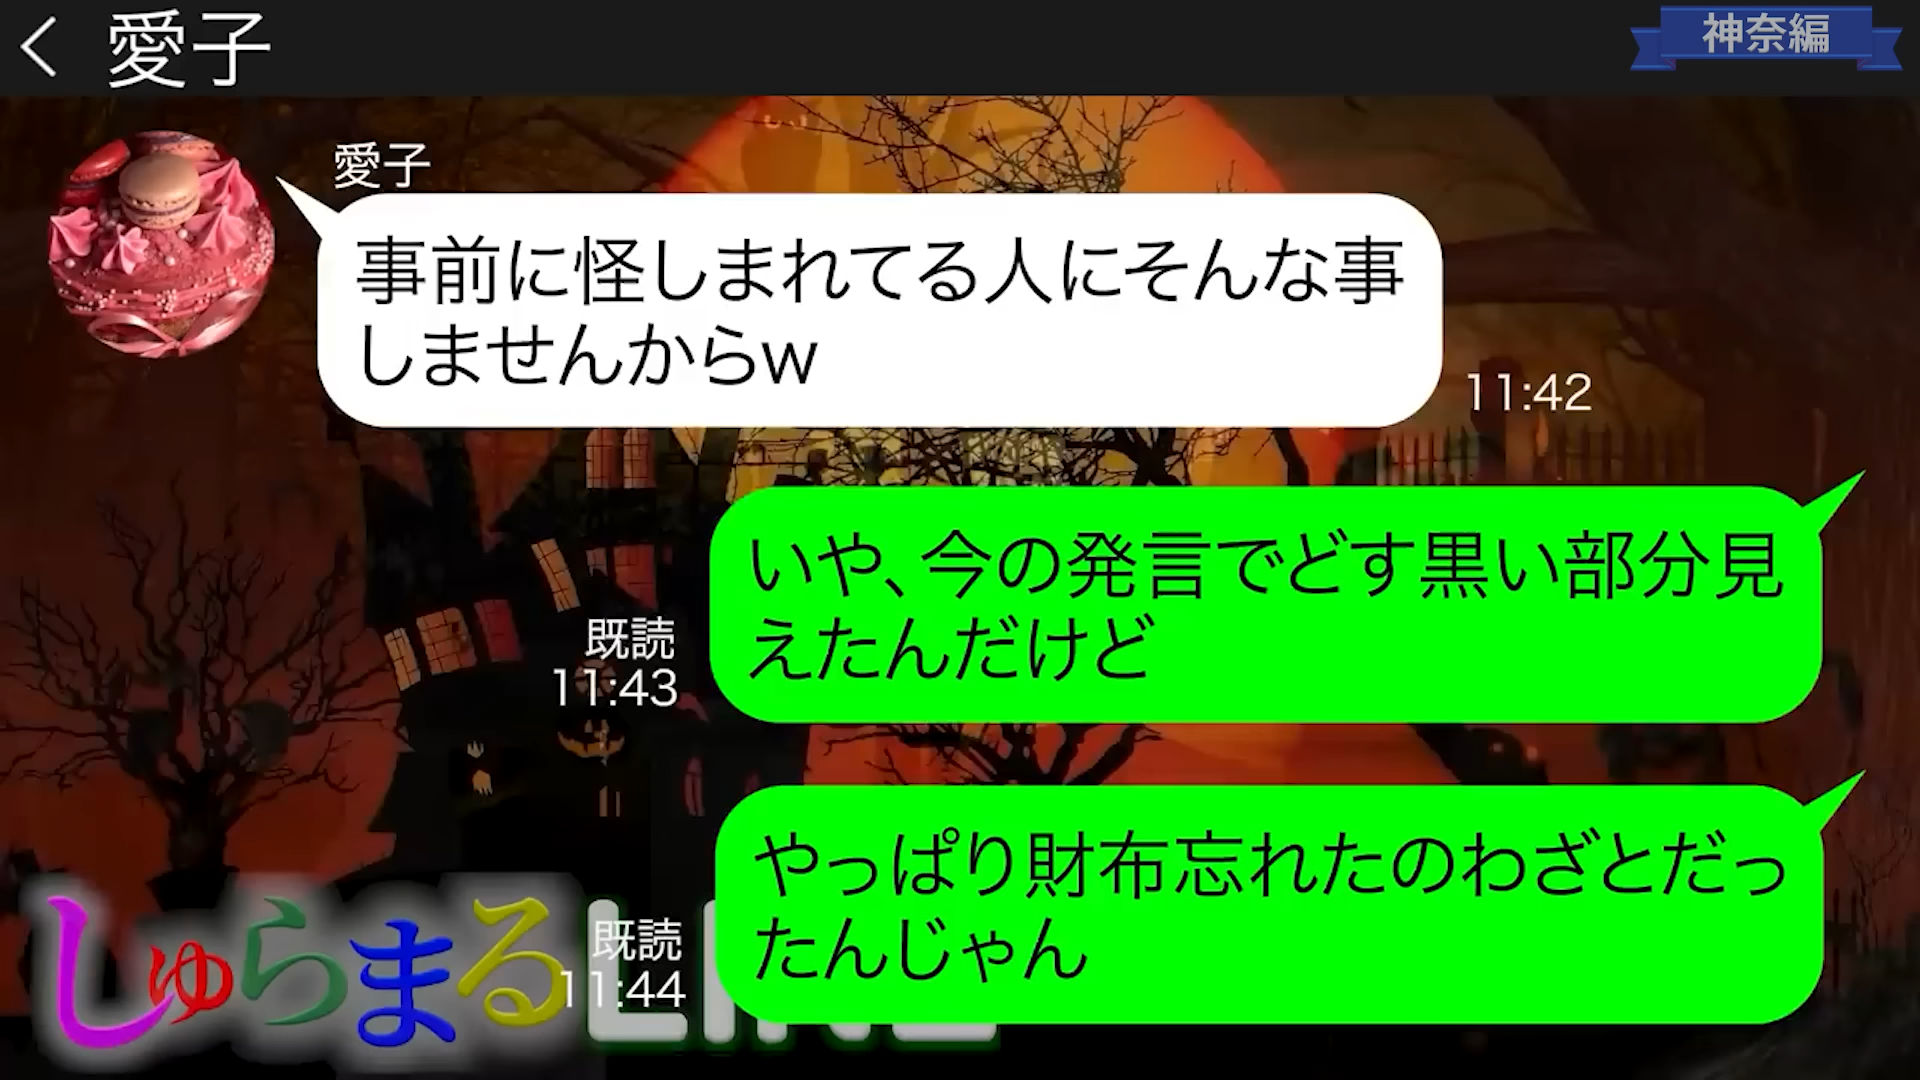 愛子
神奈編
愛子
事前に怪しまれてる人にそんな事
しませんからw
11:42
いや、今の発言でどす黒い部分見
えたんだけど
既読
11:43
やっぱり財布忘れたのわざとだっ
たんじゃん
既読
11:44
しゅらまるLINE